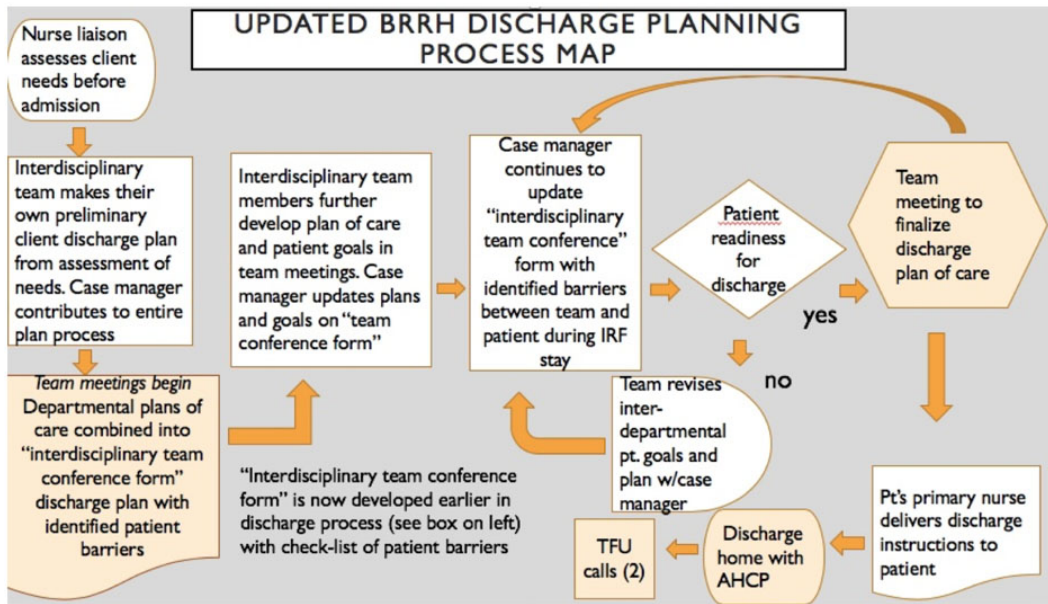 UPDATED BRRH DISCHARGE PLANNING
PROCESS MAP
Nurse liaison
assesses client
needs before
admission
Interdisciplinary
team makes their
own preliminary
client discharge plan
from assessment of
needs. Case manager
contributes to entire
plan process
Team meetings begin
Departmental plans of
care combined into
“interdisciplinary team
conference form”
discharge plan with
identified patient
barriers
Interdisciplinary team
members further
develop plan of care
and patient goals in
team meetings. Case
manager updates plans
and goals on “team
conference form”
“Interdisciplinary team conference
form” is now developed earlier in
discharge process (see box on left)
with check-list of patient barriers
Case manager
continues to
update
“interdisciplinary
team conference”
form with
identified barriers
between team and
patient during IRF
stay
Patient
readiness
for
discharge
yes
no
Team revises
inter-
departmental
pt. goals and
plan w/case
manager
Team
meeting to
finalize
discharge
plan of care
Pt’s primary nurse
delivers discharge
instructions to
patient
Discharge
home with
AHCP
TFU
calls (2)